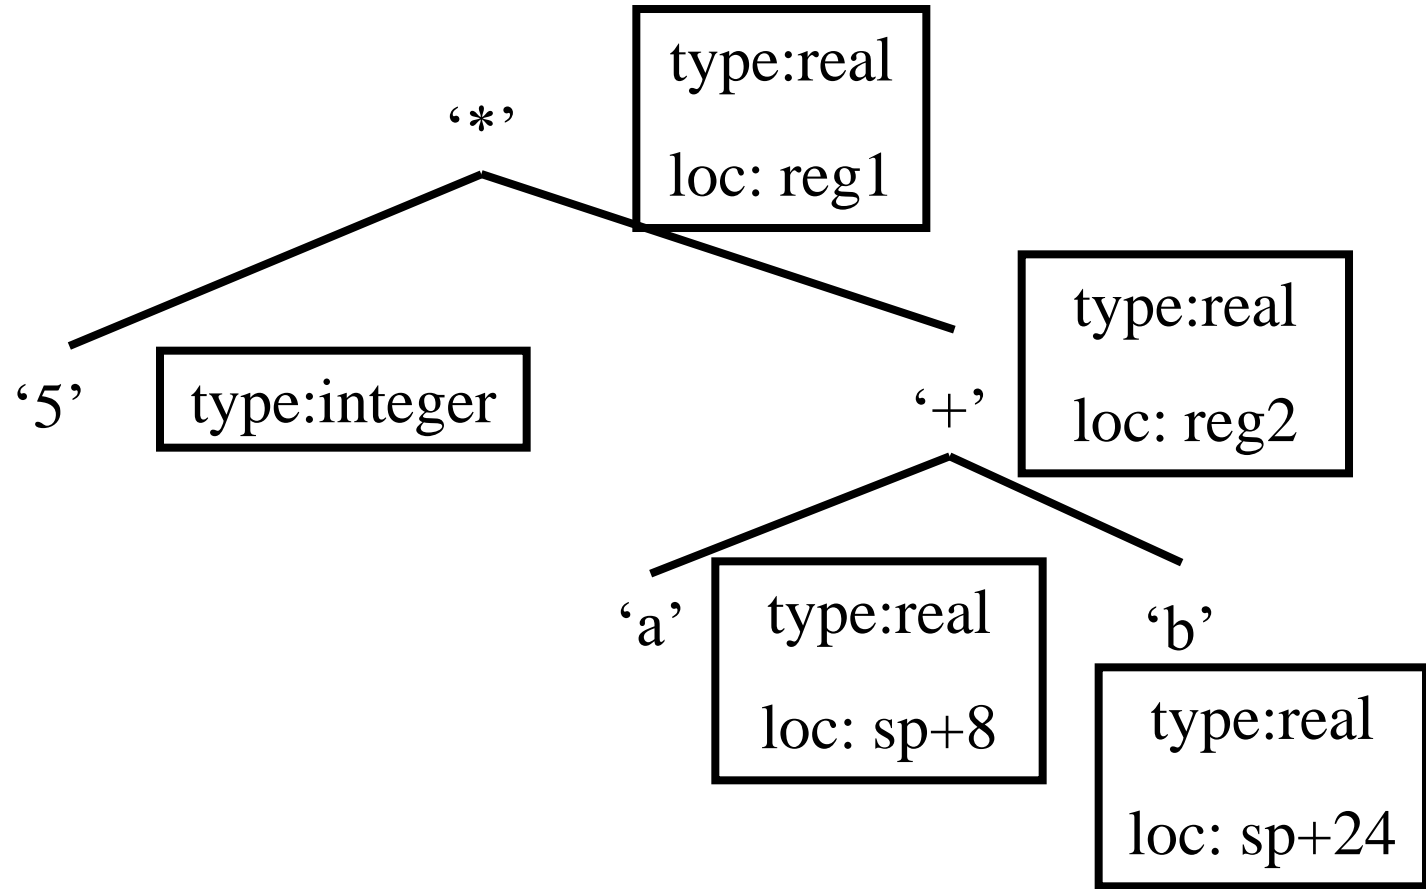 type:real
‘*’
loc: reg1
type:real
‘5’
type:integer
‘+’
loc: reg2
‘a’
type:real
‘b’
loc: sp+8
type:real
loc: sp+24